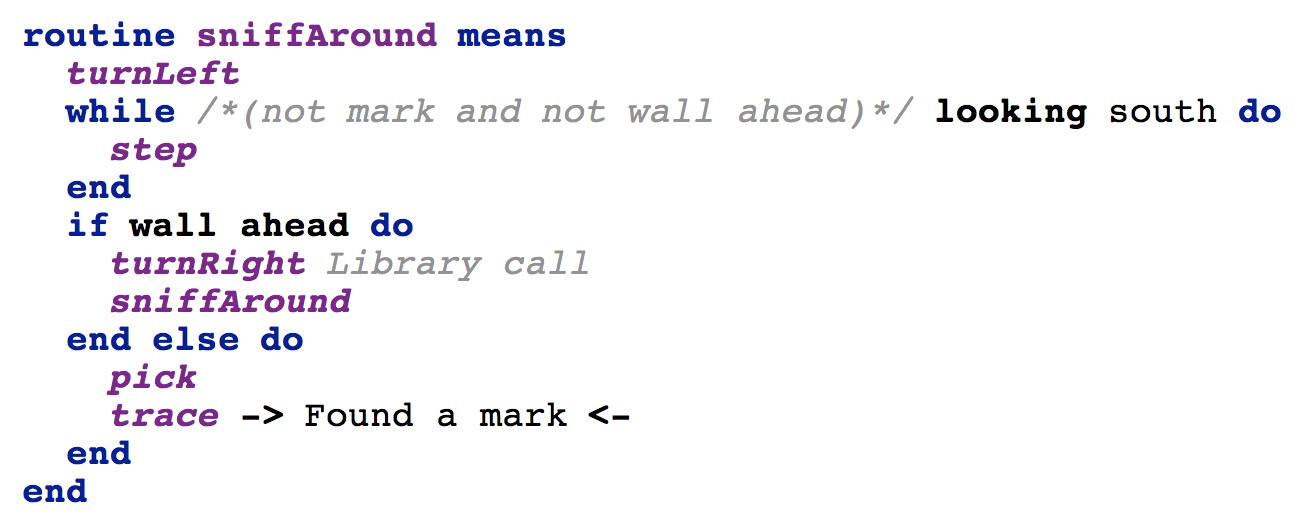 routine sniffAround means
turnLeft
while /*(not mark and not wall ahead)*/ looking south do
step
end
if wall ahead do
turnRight Library call
sniffAround
end else do
pick
trace -> Found a mark <-
end
end